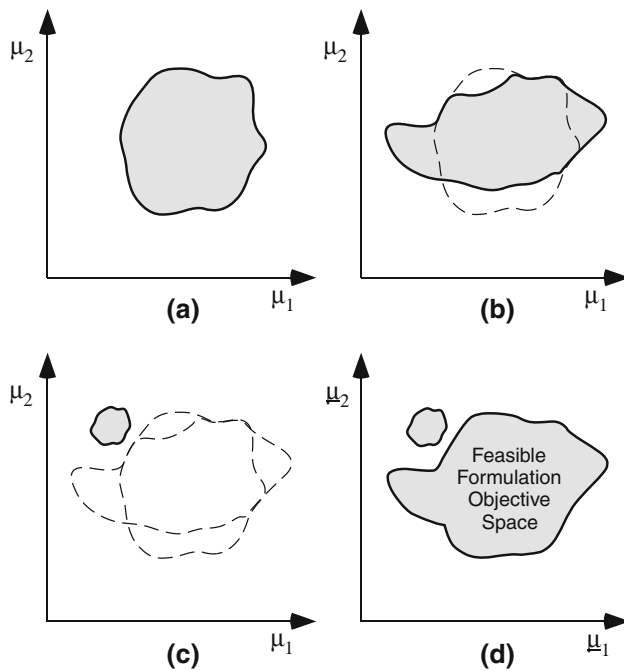 μ2
μ1
(a)
μ2
μ1
(b)
μ2
μ1
(c)
μ2
Feasible
Formulation
Objective
Space
μ1
(d)